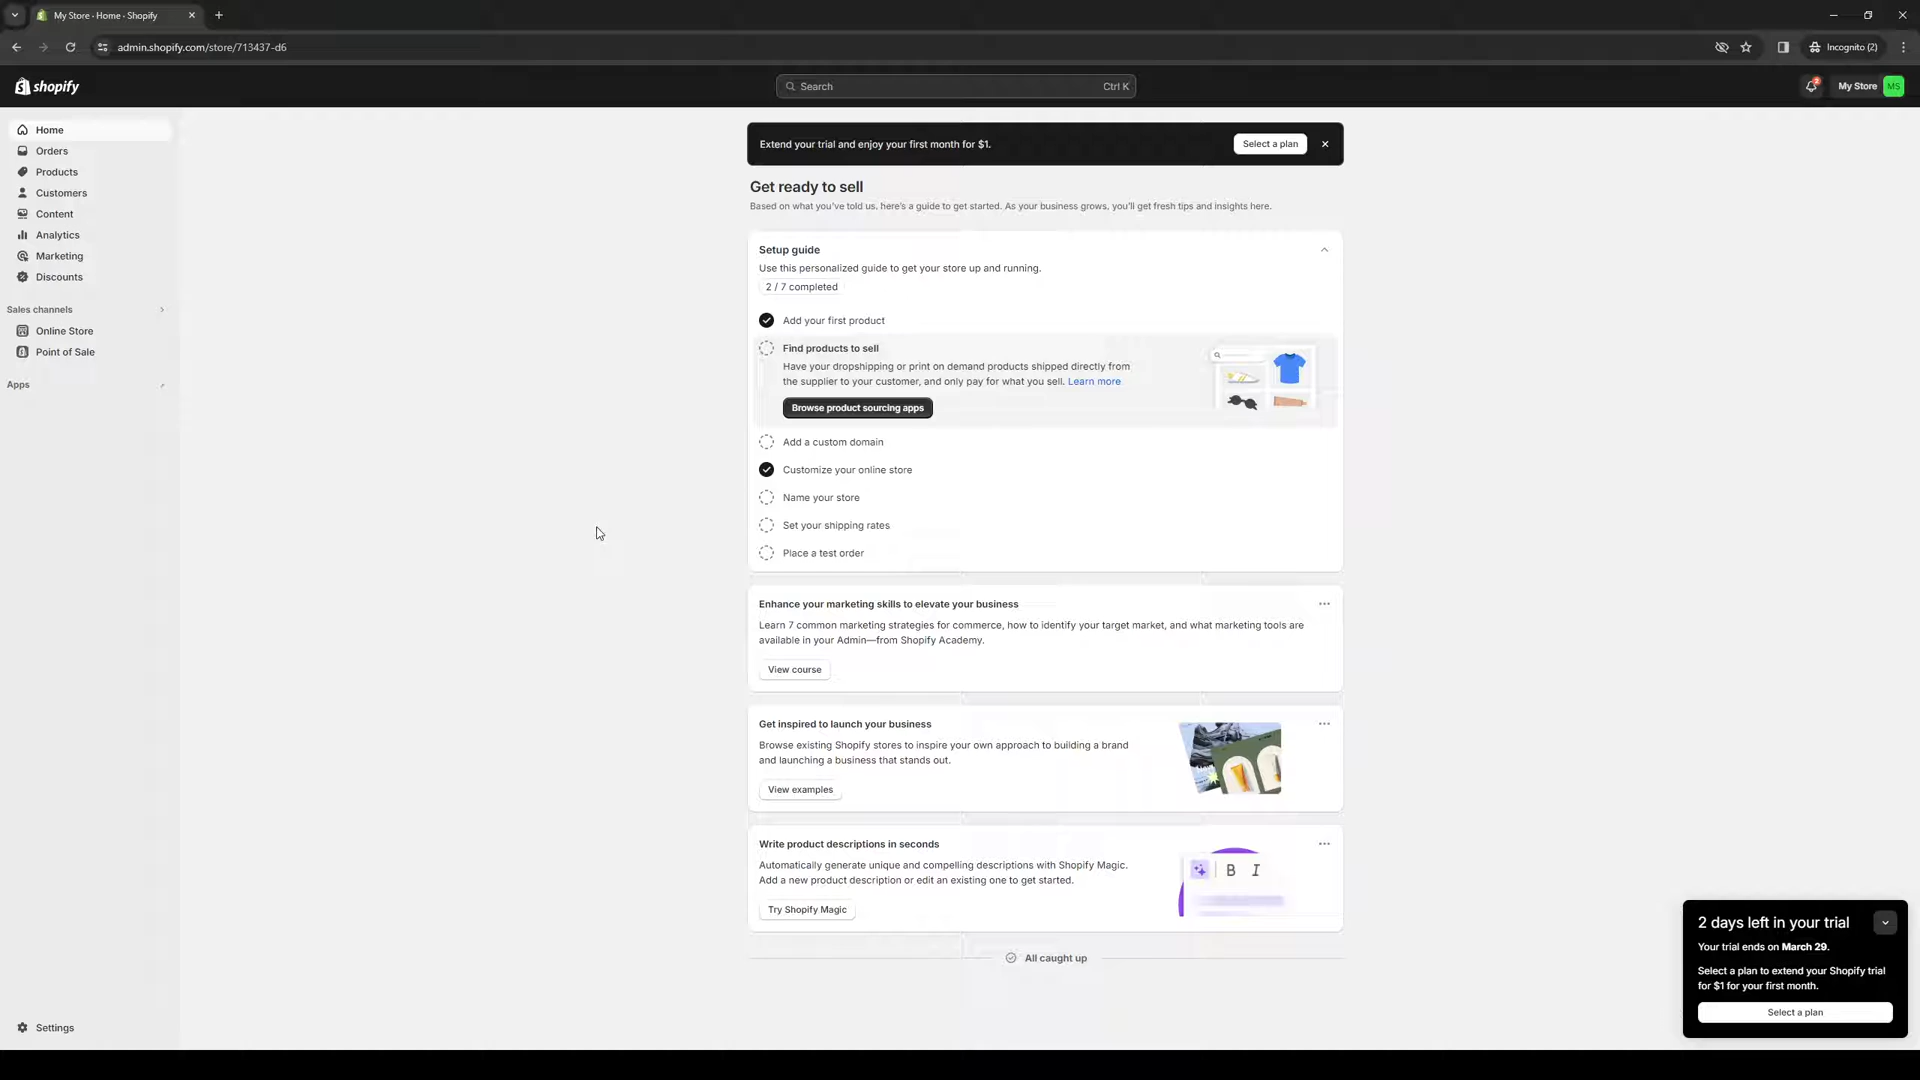 My Store - Home - Shopify
admin.shopify.com/store/713437-d6
Incognito (2)
shopify
Search
Ctrl K
2
My Store
MS
Home
Orders
Products
Customers
Content
Analytics
Marketing
Discounts
Sales channels
Online Store
Point of Sale
Apps
Settings
Extend your trial and enjoy your first month for $1.
Select a plan
Get ready to sell
Based on what you've told us, here's a guide to get started. As your business grows, you'll get fresh tips and insights here.
Setup guide
Use this personalized guide to get your store up and running.
2 / 7 completed
Add your first product
Find products to sell
Have your dropshipping or print on demand products shipped directly from
the supplier to your customer, and only pay for what you sell. Learn more
Browse product sourcing apps
Add a custom domain
Customize your online store
Name your store
Set your shipping rates
Place a test order
Enhance your marketing skills to elevate your business
Learn 7 common marketing strategies for commerce, how to identify your target market, and what marketing tools are
available in your Admin—from Shopify Academy.
View course
Get inspired to launch your business
Browse existing Shopify stores to inspire your own approach to building a brand
and launching a business that stands out.
View examples
Write product descriptions in seconds
Automatically generate unique and compelling descriptions with Shopify Magic.
Add a new product description or edit an existing one to get started.
Try Shopify Magic
B I
All caught up
2 days left in your trial
Your trial ends on March 29.
Select a plan to extend your Shopify trial
for $1 for your first month.
Select a plan